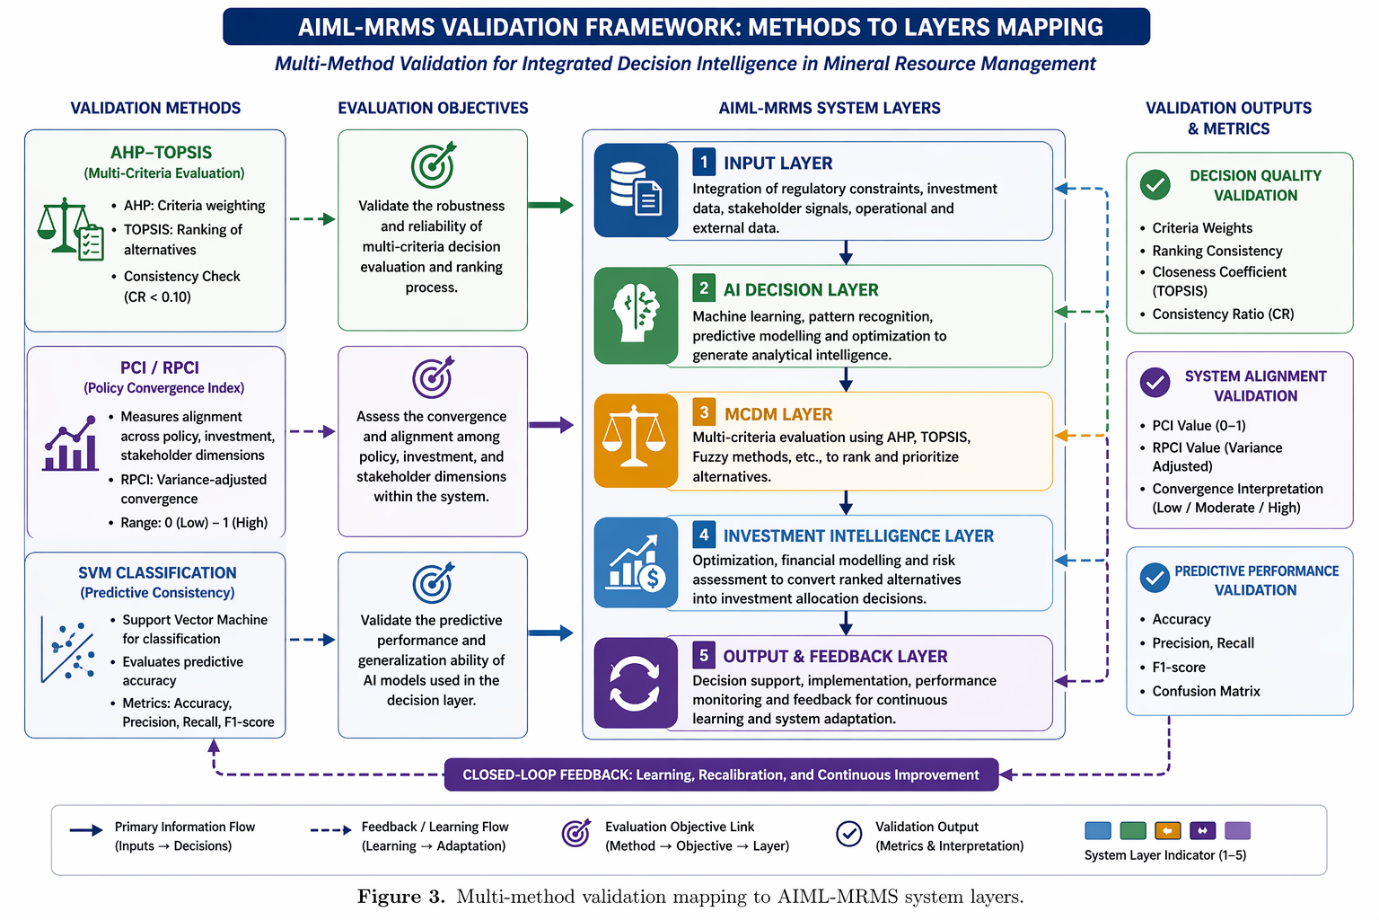 AIML-MRMS VALIDATION FRAMEWORK: METHODS TO LAYERS MAPPING
Multi-Method Validation for Integrated Decision Intelligence in Mineral Resource Management
VALIDATION METHODS
AHP–TOPSIS
(Multi-Criteria Evaluation)
• AHP: Criteria weighting
• TOPSIS: Ranking of
alternatives
• Consistency Check
(CR < 0.10)
PCI / RPCI
(Policy Convergence Index)
• Measures alignment
across policy, investment,
stakeholder dimensions
• RPCI: Variance-adjusted
convergence
• Range: 0 (Low) – 1 (High)
SVM CLASSIFICATION
(Predictive Consistency)
• Support Vector Machine
for classification
• Evaluates predictive
accuracy
• Metrics: Accuracy,
Precision, Recall, F1-score
EVALUATION OBJECTIVES
Validate the robustness
and reliability of
multi-criteria decision
evaluation and ranking
process.
Assess the convergence
and alignment among
policy, investment, and
stakeholder dimensions
within the system.
Validate the predictive
performance and
generalization ability of
AI models used in the
decision layer.
AIML-MRMS SYSTEM LAYERS
1 INPUT LAYER
Integration of regulatory constraints, investment
data, stakeholder signals, operational and
external data.
2 AI DECISION LAYER
Machine learning, pattern recognition,
predictive modelling and optimization to
generate analytical intelligence.
3 MCDM LAYER
Multi-criteria evaluation using AHP, TOPSIS,
Fuzzy methods, etc., to rank and prioritize
alternatives.
4 INVESTMENT INTELLIGENCE LAYER
Optimization, financial modelling and risk
assessment to convert ranked alternatives
into investment allocation decisions.
5 OUTPUT & FEEDBACK LAYER
Decision support, implementation, performance
monitoring and feedback for continuous
learning and system adaptation.
VALIDATION OUTPUTS
& METRICS
DECISION QUALITY
VALIDATION
• Criteria Weights
• Ranking Consistency
• Closeness Coefficient
(TOPSIS)
• Consistency Ratio (CR)
SYSTEM ALIGNMENT
VALIDATION
• PCI Value (0–1)
• RPCI Value (Variance
Adjusted)
• Convergence Interpretation
(Low / Moderate / High)
PREDICTIVE PERFORMANCE
VALIDATION
• Accuracy
• Precision, Recall
• F1-score
• Confusion Matrix
CLOSED-LOOP FEEDBACK: Learning, Recalibration, and Continuous Improvement
Primary Information Flow
(Inputs → Decisions)
Feedback / Learning Flow
(Learning → Adaptation)
Evaluation Objective Link
(Method → Objective → Layer)
Validation Output
(Metrics & Interpretation)
System Layer Indicator (1–5)
Figure 3. Multi-method validation mapping to AIML-MRMS system layers.